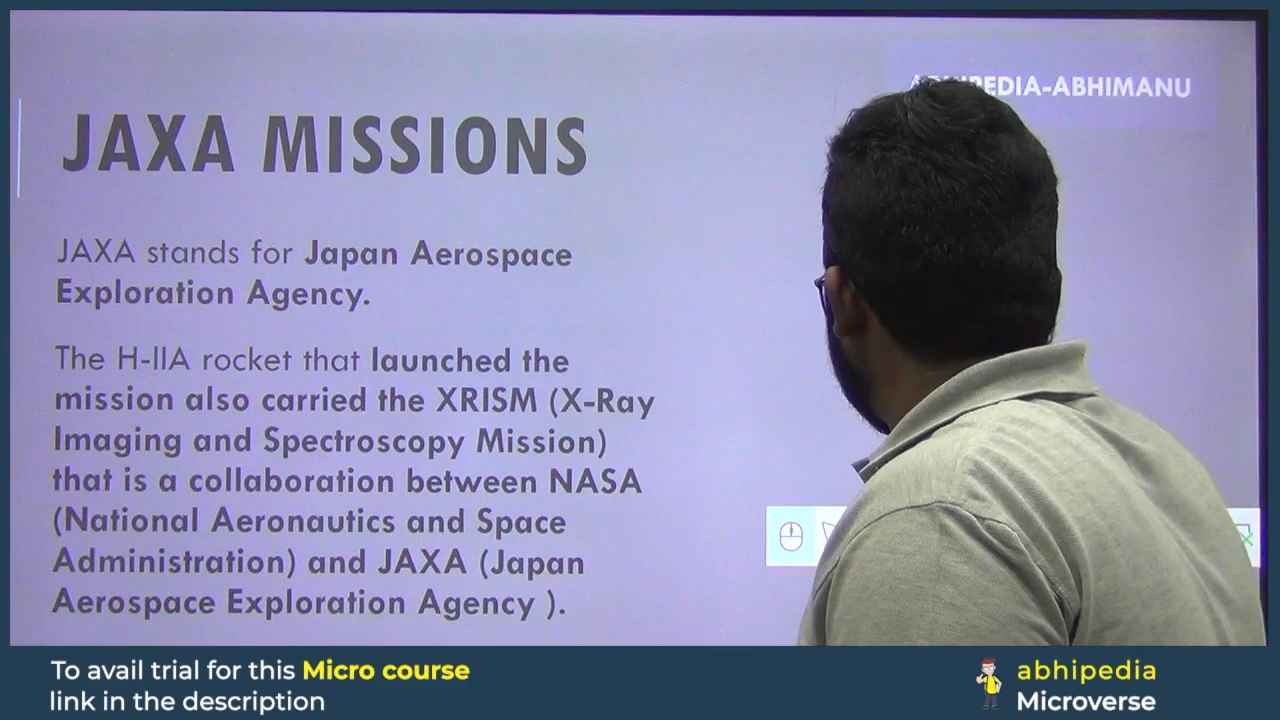 JAXA MISSIONS
JAXA stands for Japan Aerospace
Exploration Agency.
The H-IIA rocket that launched the
mission also carried the XRISM (X-Ray
Imaging and Spectroscopy Mission)
that is a collaboration between NASA
(National Aeronautics and Space
Administration) and JAXA (Japan
Aerospace Exploration Agency ).
ABHIPEDIA-ABHIMANU
To avail trial for this Micro course
link in the description
abhipedia
Microverse